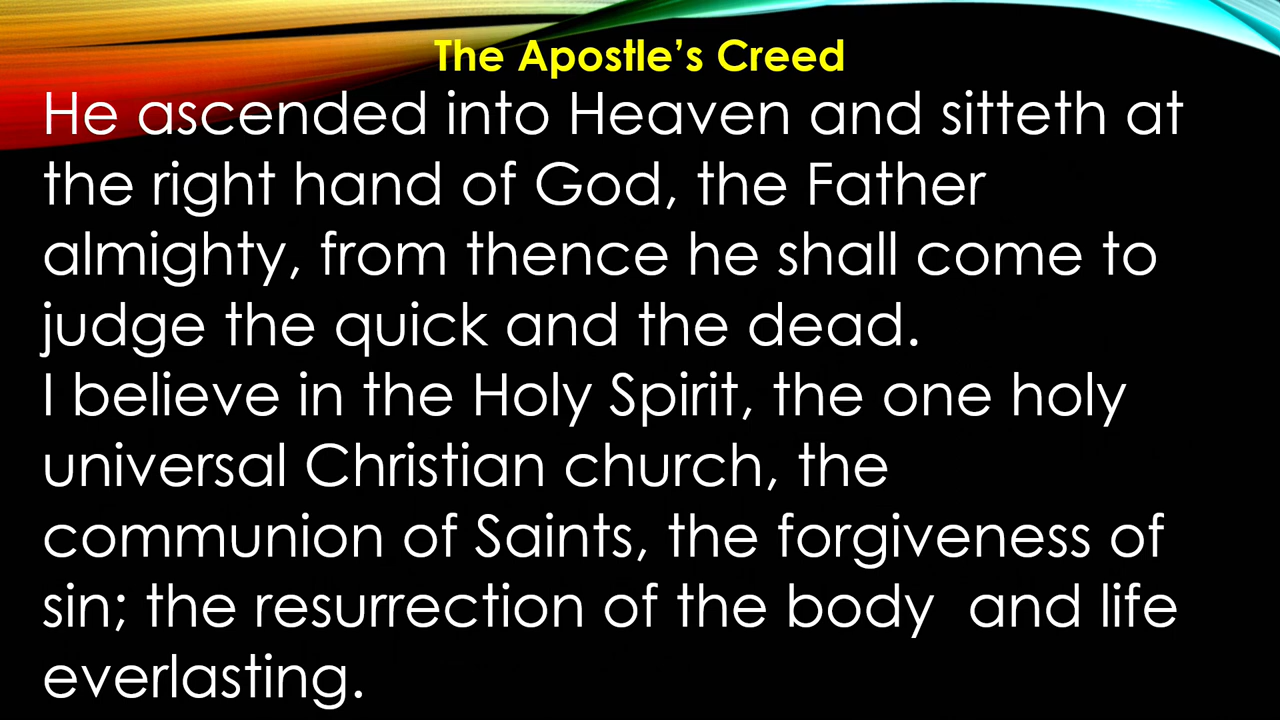 The Apostle’s Creed
He ascended into Heaven and sitteth at
the right hand of God, the Father
almighty, from thence he shall come to
judge the quick and the dead.
I believe in the Holy Spirit, the one holy
universal Christian church, the
communion of Saints, the forgiveness of
sin; the resurrection of the body  and life
everlasting.